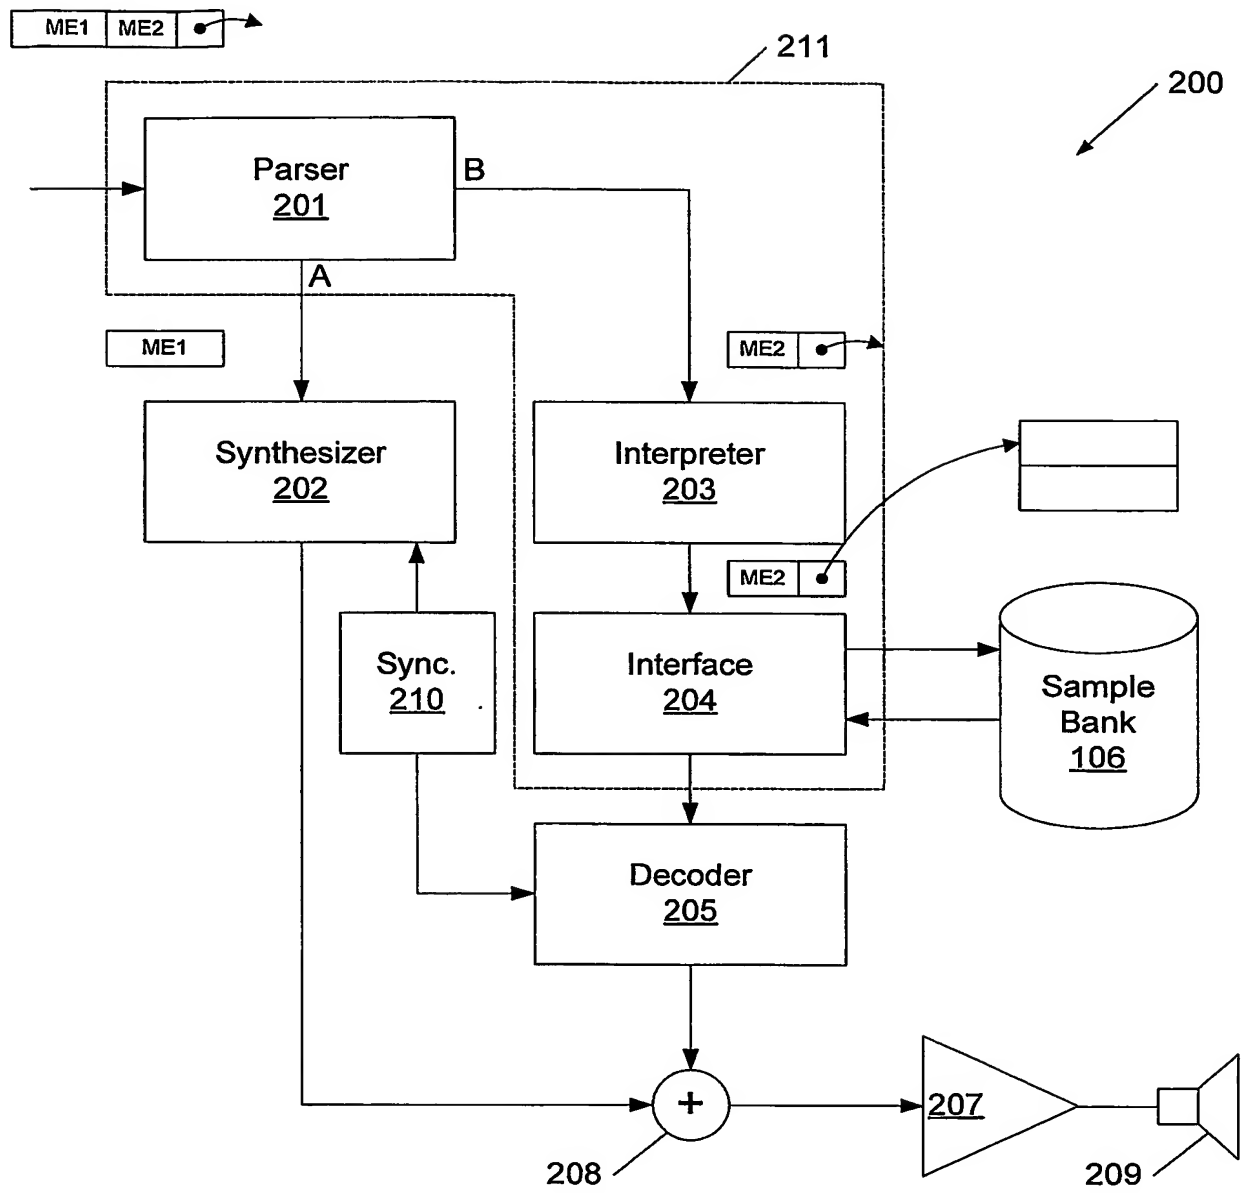 ME1 ME2
211
200
Parser
201
B
A
ME1
ME2
Synthesizer
202
Interpreter
203
ME2
Sync.
210
Interface
204
Sample
Bank
106
Decoder
205
+
207
208
209